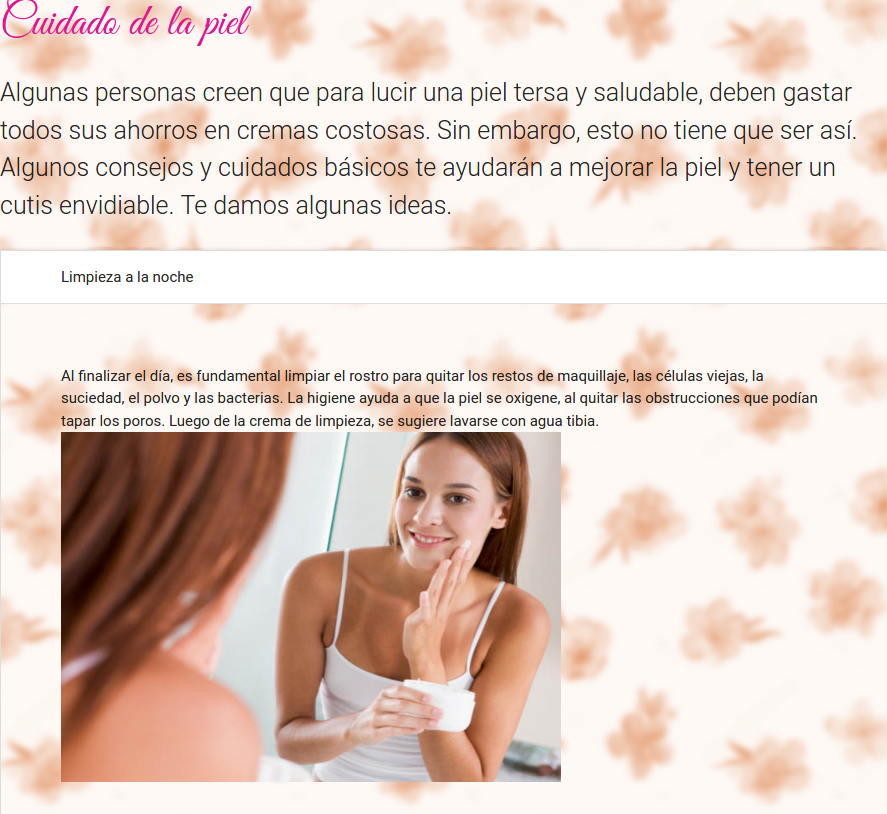 Cuidado de la piel
Algunas personas creen que para lucir una piel tersa y saludable, deben gastar
todos sus ahorros en cremas costosas. Sin embargo, esto no tiene que ser así.
Algunos consejos y cuidados básicos te ayudarán a mejorar la piel y tener un
cutis envidiable. Te damos algunas ideas.
Limpieza a la noche
Al finalizar el día, es fundamental limpiar el rostro para quitar los restos de maquillaje, las células viejas, la
suciedad, el polvo y las bacterias. La higiene ayuda a que la piel se oxigene, al quitar las obstrucciones que podían
tapar los poros. Luego de la crema de limpieza, se sugiere lavarse con agua tibia.